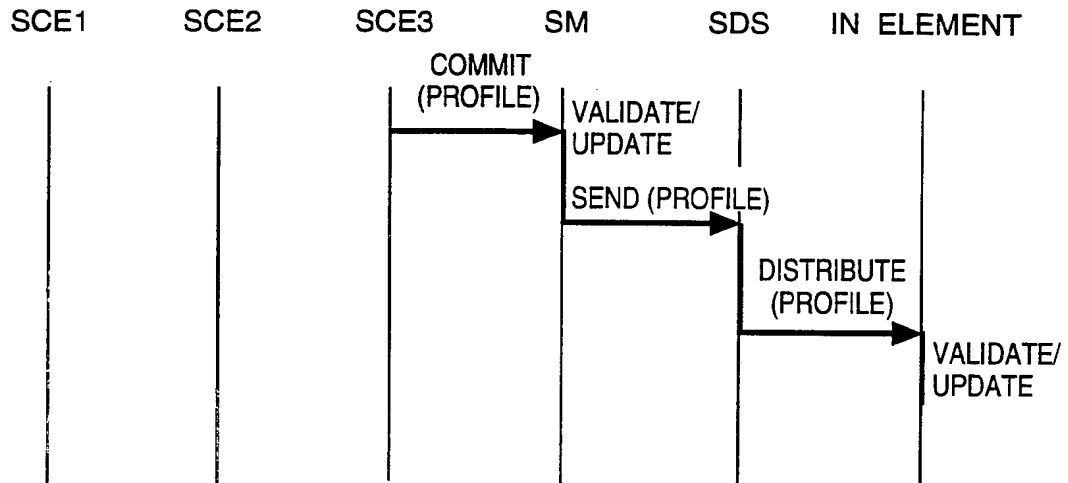 SCE1 SCE2 SCE3 SM SDS IN ELEMENT
COMMIT
(PROFILE)
VALIDATE/
UPDATE
SEND (PROFILE)
DISTRIBUTE
(PROFILE)
VALIDATE/
UPDATE